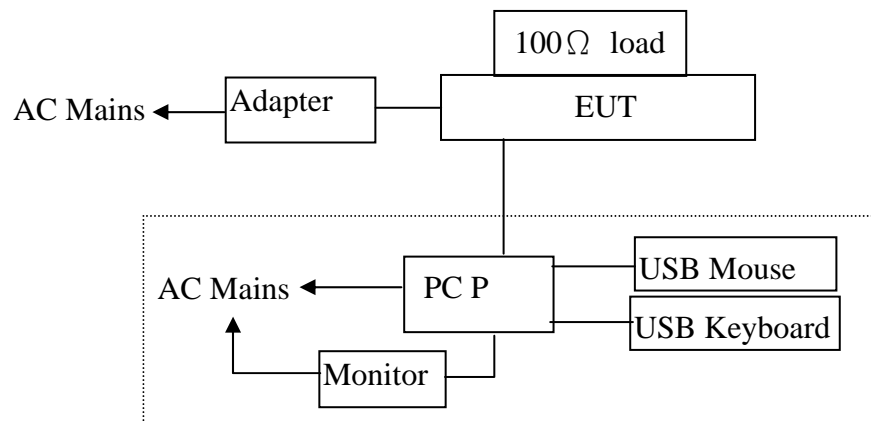 100Ω load
AC Mains
Adapter
EUT
AC Mains
PC P
USB Mouse
USB Keyboard
Monitor